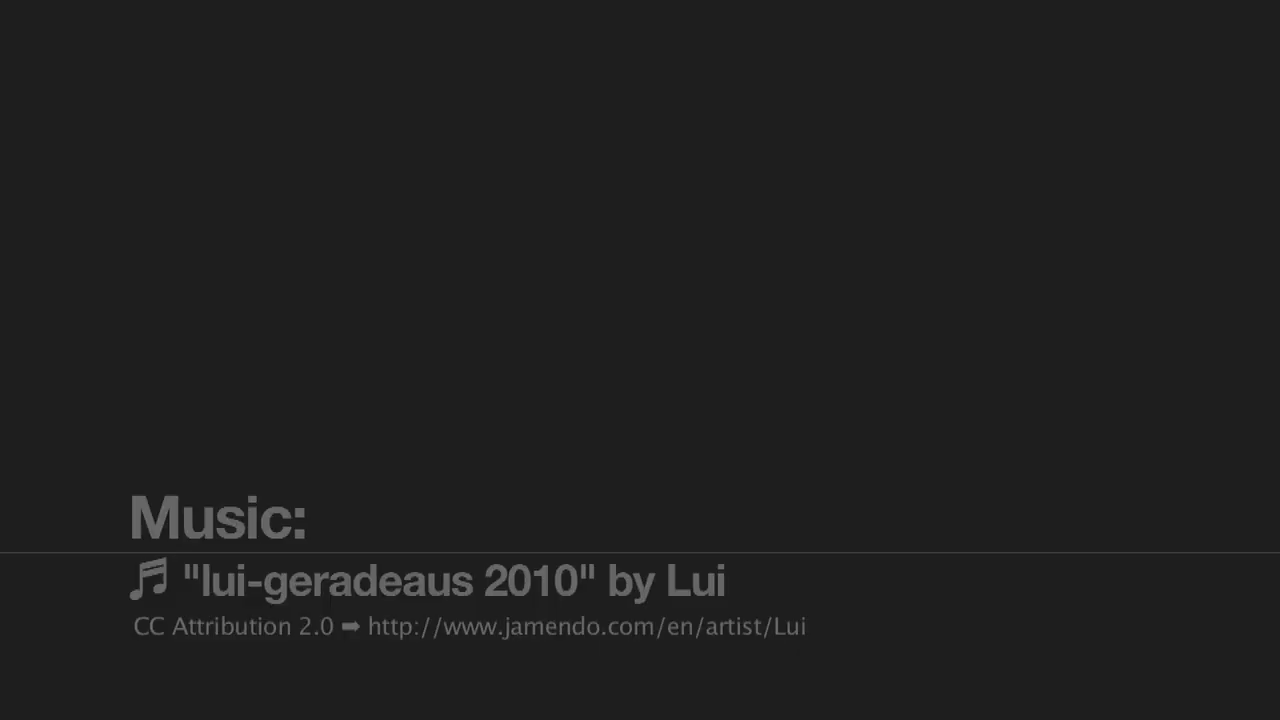 Music:
♫ "lui-geradeaus 2010" by Lui
CC Attribution 2.0 ➡ http://www.jamendo.com/en/artist/Lui